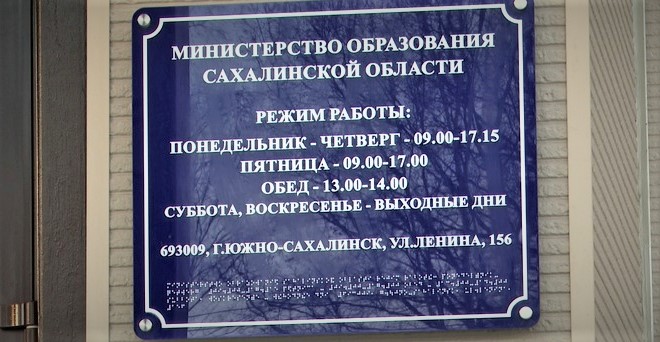 МИНИСТЕРСТВО ОБРАЗОВАНИЯ
САХАЛИНСКОЙ ОБЛАСТИ
РЕЖИМ РАБОТЫ:
ПОНЕДЕЛЬНИК - ЧЕТВЕРГ - 09.00-17.15
ПЯТНИЦА - 09.00-17.00
ОБЕД - 13.00-14.00
СУББОТА, ВОСКРЕСЕНЬЕ - ВЫХОДНЫЕ ДНИ
693009, Г.ЮЖНО-САХАЛИНСК, УЛ.ЛЕНИНА, 156